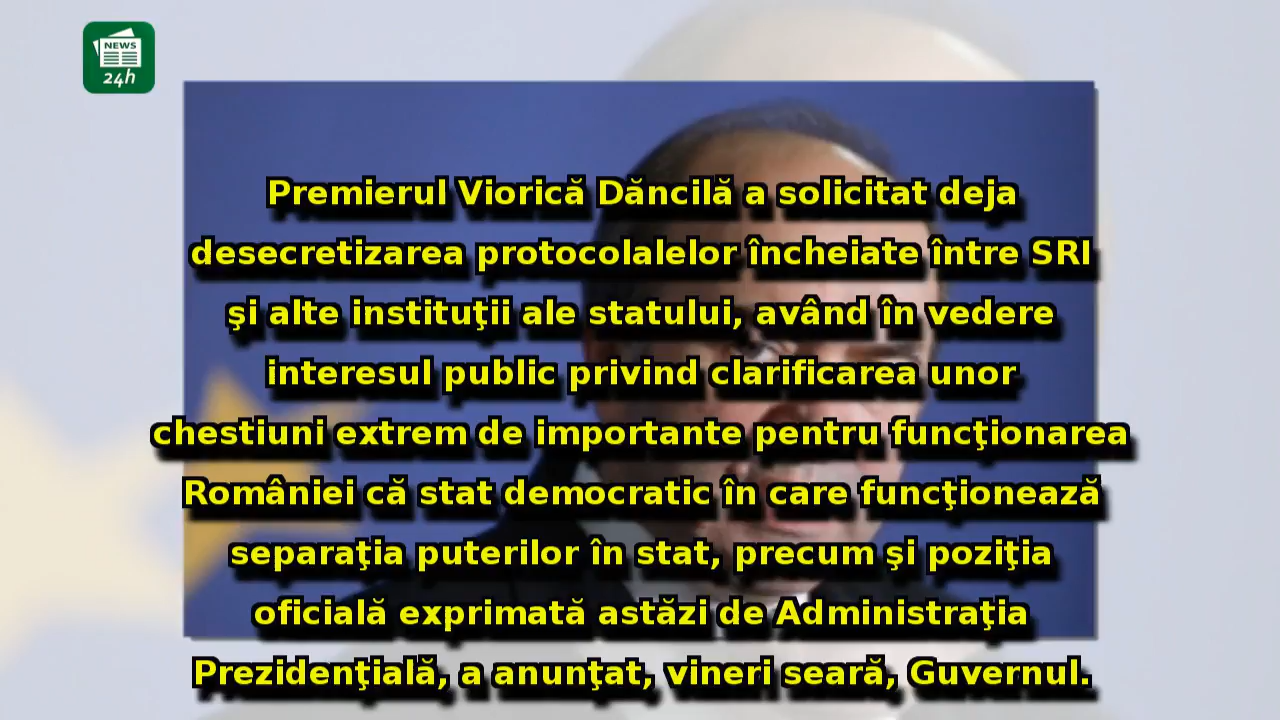 NEWS
24h
Premierul Viorică Dăncilă a solicitat deja
desecretizarea protocolalelor încheiate între SRI
şi alte instituţii ale statului, având în vedere
interesul public privind clarificarea unor
chestiuni extrem de importante pentru funcţionarea
României că stat democratic în care funcţionează
separaţia puterilor în stat, precum şi poziţia
oficială exprimată astăzi de Administraţia
Prezidenţială, a anunţat, vineri seară, Guvernul.